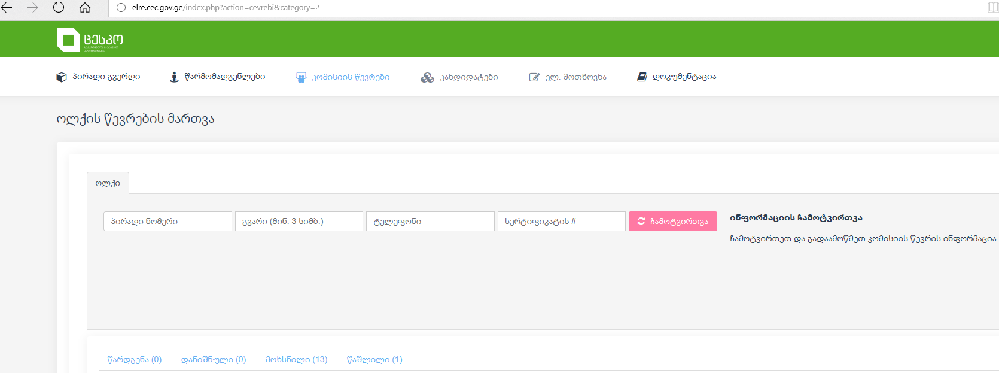 elre.cec.gov.ge/index.php?action=cevrebi&category=2
ცესკო
პირადი გვერდი
წარმომადგენლები
კომისიის წევრები
კანდიდატები
ელ. მოთხოვნა
დოკუმენტაცია
ოლქის წევრების მართვა
ოლქი
პირადი ნომერი
გვარი (მინ. 3 სიმბ.)
ტელეფონი
სერტიფიკატის #
ჩამოტვირთვა
ინფორმაციის ჩამოტვირთვა
ჩამოტვირთეთ და გადაამოწმეთ კომისიის წევრის ინფორმაცია
წარდგენა (0)
დანიშნული (0)
მოხსნილი (13)
წაშლილი (1)